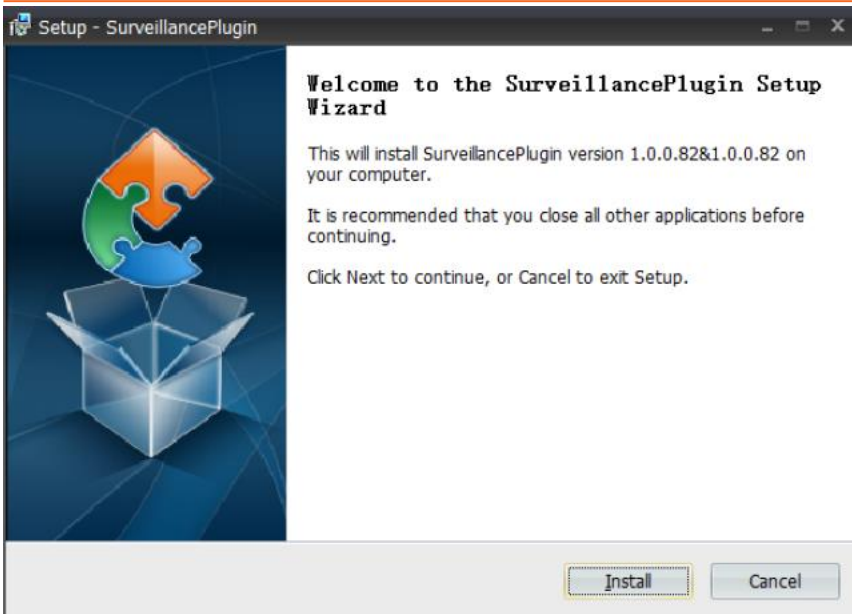 Setup - SurveillancePlugin
Welcome to the SurveillancePlugin Setup
Wizard
This will install SurveillancePlugin version 1.0.0.82&1.0.0.82 on
your computer.
It is recommended that you close all other applications before
continuing.
Click Next to continue, or Cancel to exit Setup.
Install
Cancel